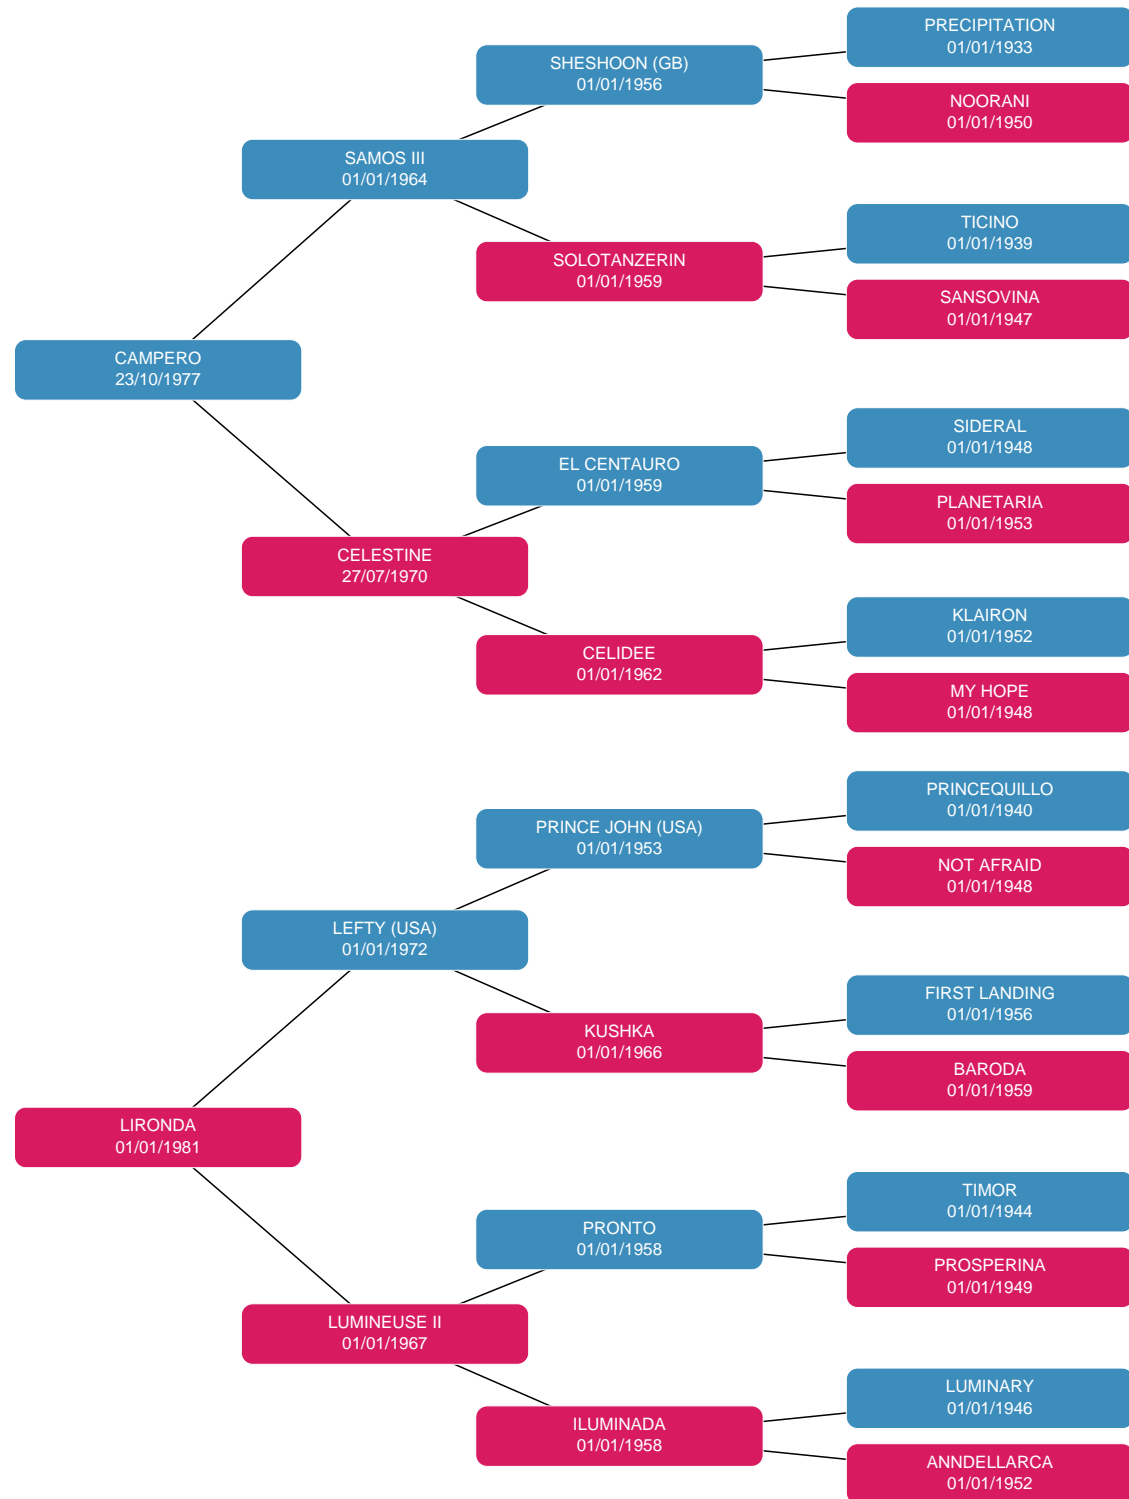 PRECIPITATION
01/01/1933
SHESHOON (GB)
01/01/1956
NOORANI
01/01/1950
SAMOS III
01/01/1964
TICINO
01/01/1939
SOLOTANZERIN
01/01/1959
SANSOVINA
01/01/1947
CAMPERO
23/10/1977
SIDERAL
01/01/1948
EL CENTAURO
01/01/1959
PLANETARIA
01/01/1953
CELESTINE
27/07/1970
KLAIRON
01/01/1952
CELIDEE
01/01/1962
MY HOPE
01/01/1948
PRINCEQUILLO
01/01/1940
PRINCE JOHN (USA)
01/01/1953
NOT AFRAID
01/01/1948
LEFTY (USA)
01/01/1972
FIRST LANDING
01/01/1956
KUSHKA
01/01/1966
BARODA
01/01/1959
LIRONDA
01/01/1981
TIMOR
01/01/1944
PRONTO
01/01/1958
PROSPERINA
01/01/1949
LUMINEUSE II
01/01/1967
LUMINARY
01/01/1946
ILUMINADA
01/01/1958
ANNDELLARCA
01/01/1952